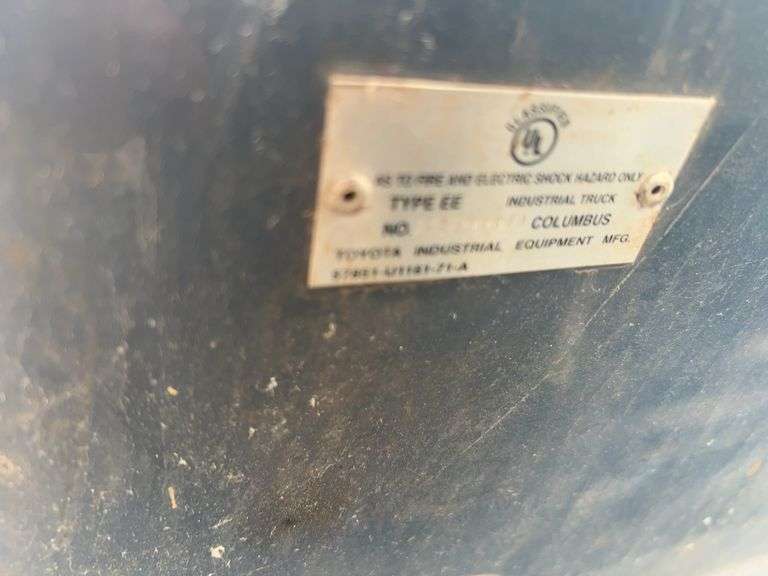 CLASSIFIED
UL
AS TO FIRE AND ELECTRIC SHOCK HAZARD ONLY
TYPE EE INDUSTRIAL TRUCK
NO. COLUMBUS
TOYOTA INDUSTRIAL EQUIPMENT MFG.